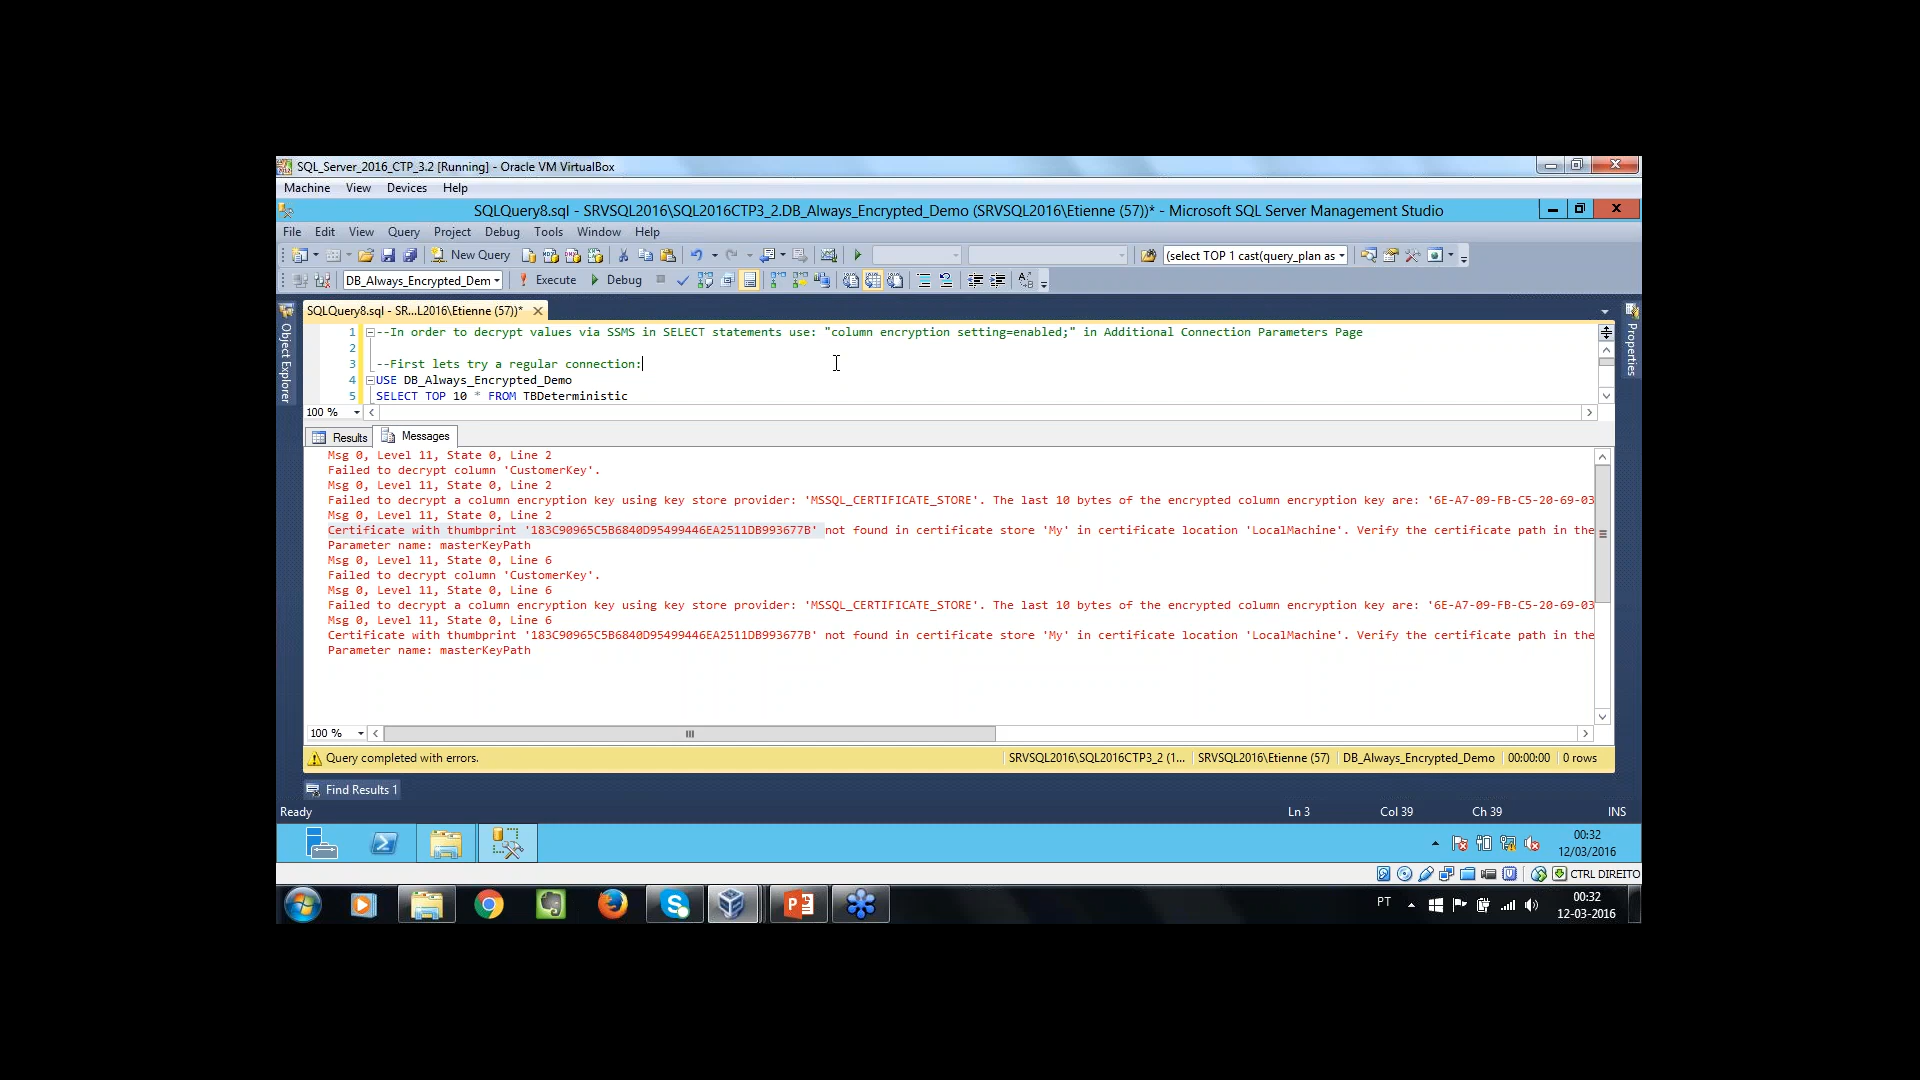 SQL_Server_2016_CTP_3.2 [Running] - Oracle VM VirtualBox
Machine View Devices Help
SQLQuery8.sql - SRVSQL2016\SQL2016CTP3_2.DB_Always_Encrypted_Demo (SRVSQL2016\Etienne (57))* - Microsoft SQL Server Management Studio
File Edit View Query Project Debug Tools Window Help
New Query (select TOP 1 cast(query_plan as
DB_Always_Encrypted_Dem Execute Debug
SQLQuery8.sql - SR...L2016\Etienne (57))*
Object Explorer
Properties
1 --In order to decrypt values via SSMS in SELECT statements use: "column encryption setting=enabled;" in Additional Connection Parameters Page
2
3 --First lets try a regular connection:
4 USE DB_Always_Encrypted_Demo
5 SELECT TOP 10 * FROM TBDeterministic
100 %
Results Messages
Msg 0, Level 11, State 0, Line 2
Failed to decrypt column 'CustomerKey'.
Msg 0, Level 11, State 0, Line 2
Failed to decrypt a column encryption key using key store provider: 'MSSQL_CERTIFICATE_STORE'. The last 10 bytes of the encrypted column encryption key are: '6E-A7-09-FB-C5-20-69-03
Msg 0, Level 11, State 0, Line 2
Certificate with thumbprint '183C90965C5B6840D95499446EA2511DB993677B' not found in certificate store 'My' in certificate location 'LocalMachine'. Verify the certificate path in the
Parameter name: masterKeyPath
Msg 0, Level 11, State 0, Line 6
Failed to decrypt column 'CustomerKey'.
Msg 0, Level 11, State 0, Line 6
Failed to decrypt a column encryption key using key store provider: 'MSSQL_CERTIFICATE_STORE'. The last 10 bytes of the encrypted column encryption key are: '6E-A7-09-FB-C5-20-69-03
Msg 0, Level 11, State 0, Line 6
Certificate with thumbprint '183C90965C5B6840D95499446EA2511DB993677B' not found in certificate store 'My' in certificate location 'LocalMachine'. Verify the certificate path in the
Parameter name: masterKeyPath
100 %
Query completed with errors. SRVSQL2016\SQL2016CTP3_2 (1... SRVSQL2016\Etienne (57) DB_Always_Encrypted_Demo 00:00:00 0 rows
Find Results 1
Ready Ln 3 Col 39 Ch 39 INS
00:32
12/03/2016
CTRL DIREITO
PT
00:32
12-03-2016